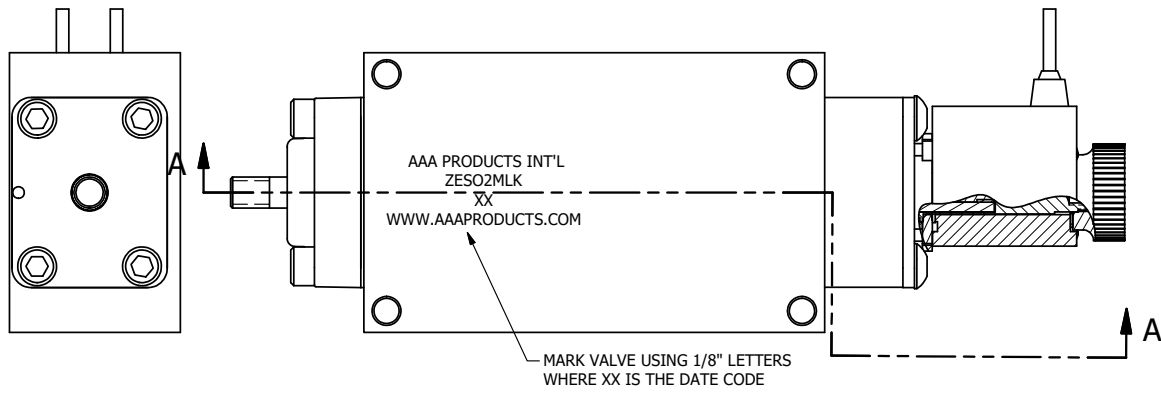 A
AAA PRODUCTS INT'L
ZESO2MLK
XX
WWW.AAAPRODUCTS.COM
A
MARK VALVE USING 1/8" LETTERS
WHERE XX IS THE DATE CODE